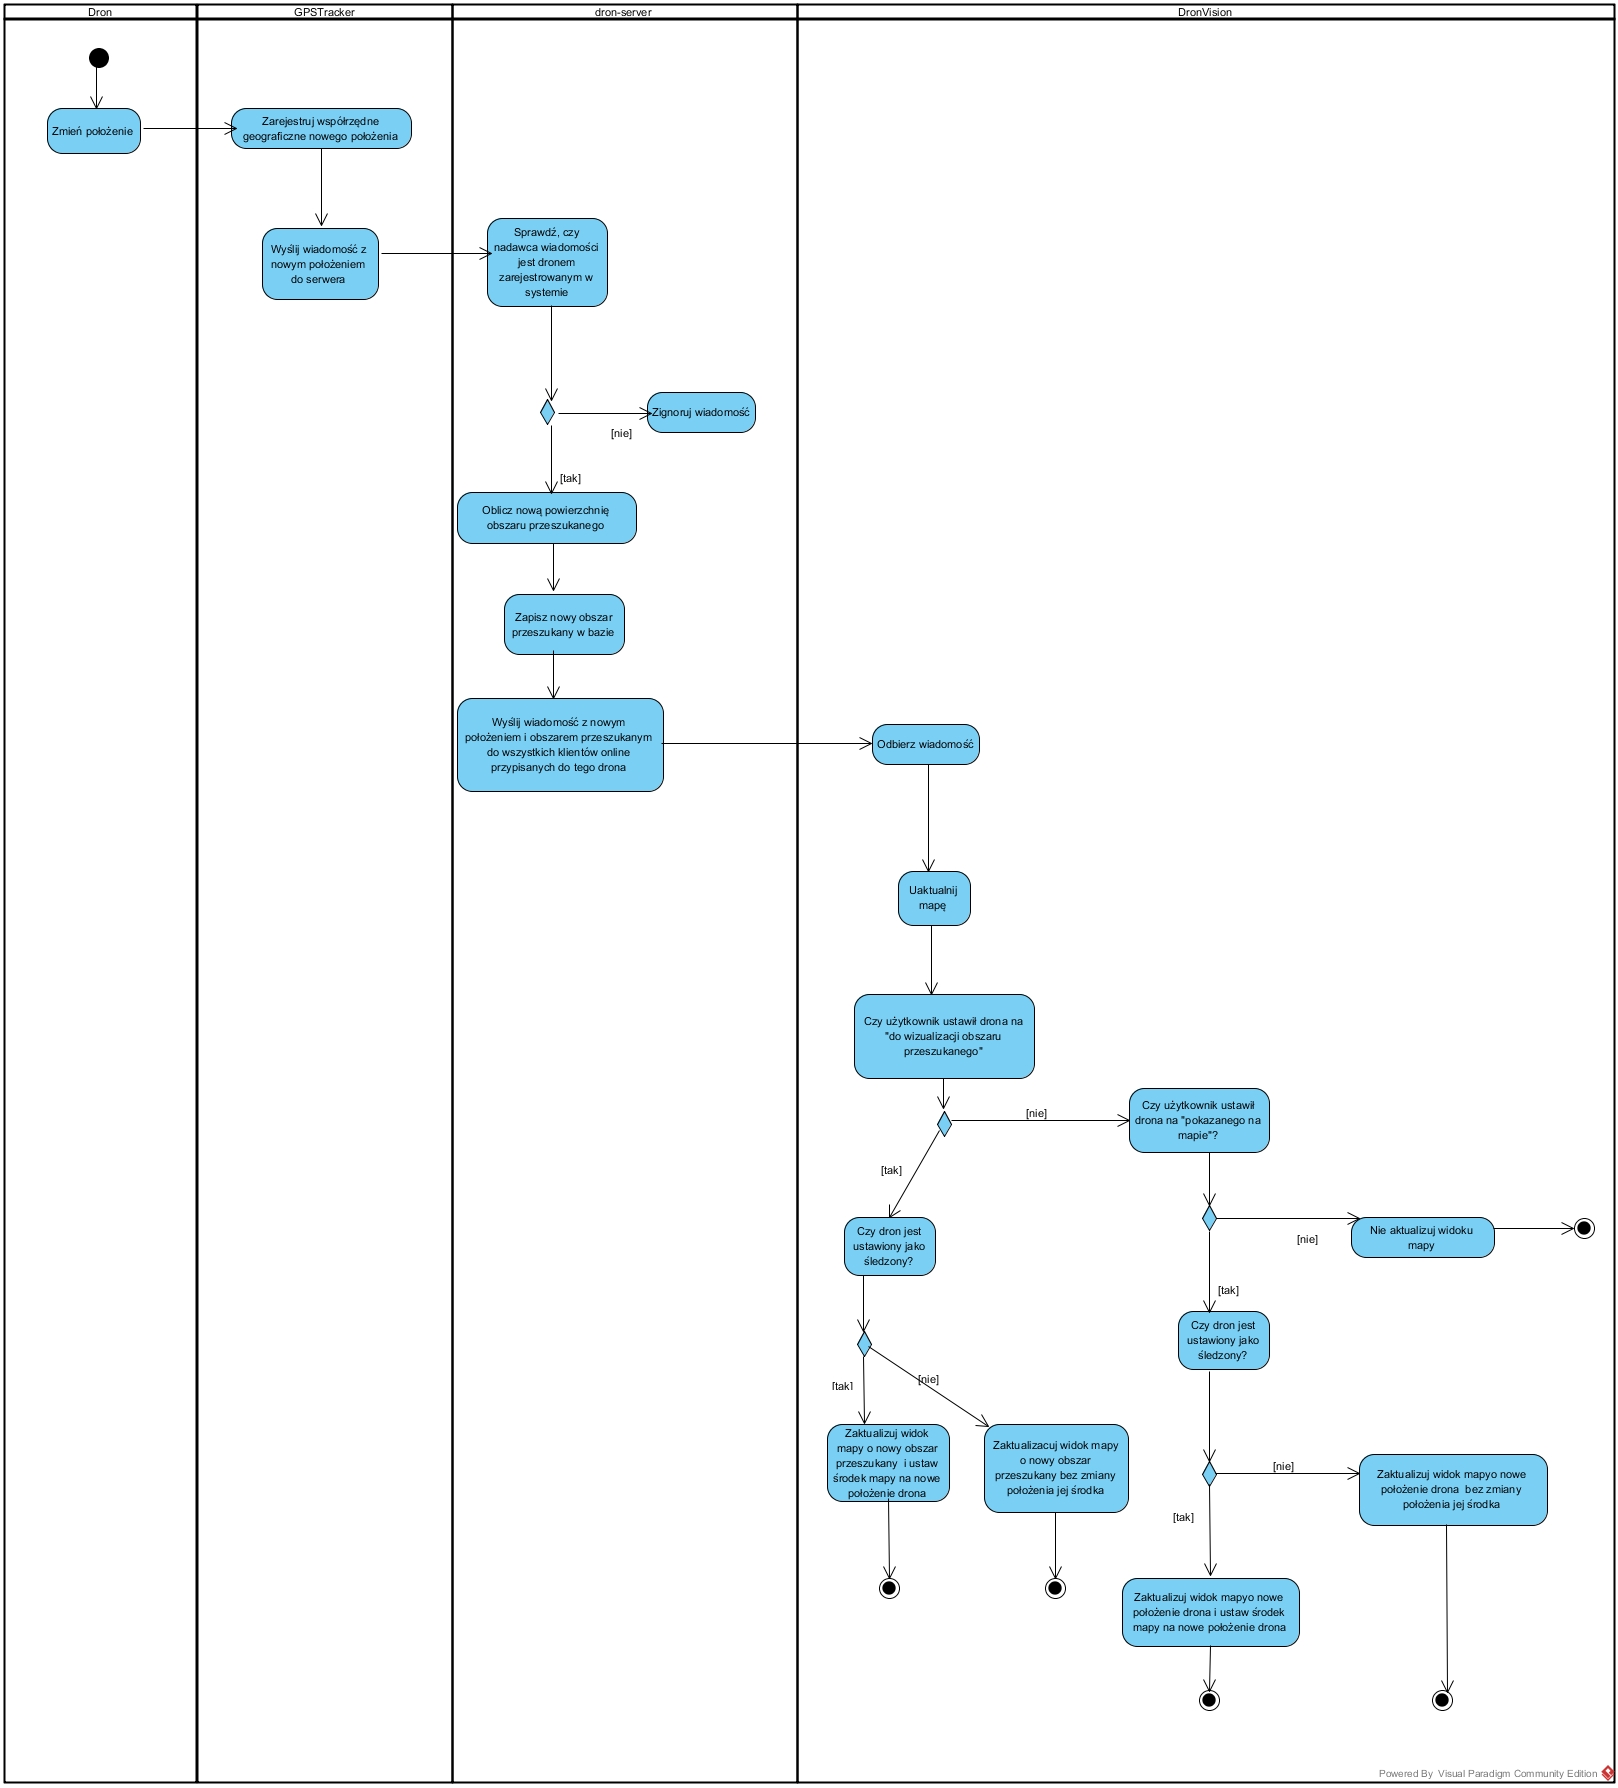 Dron
GPSTracker
dron-server
DronVision
Zmień położenie
Zarejestruj współrzędne
geograficzne nowego położenia
Wyślij wiadomość z
nowym położeniem
do serwera
Sprawdź, czy
nadawca wiadomości
jest dronem
zarejestrowanym w
systemie
Zignoruj wiadomość
[nie]
[tak]
Oblicz nową powierzchnię
obszaru przeszukanego
Zapisz nowy obszar
przeszukany w bazie
Wyślij wiadomość z nowym
położeniem i obszarem przeszukanym
do wszystkich klientów online
przypisanych do tego drona
Odbierz wiadomość
Uaktualnij
mapę
Czy użytkownik ustawił drona na
"do wizualizacji obszaru
przeszukanego"
[nie]
Czy użytkownik ustawił
drona na "pokazanego na
mapie"?
[tak]
Czy dron jest
ustawiony jako
śledzony?
[nie]
Nie aktualizuj widoku
mapy
[tak]
Czy dron jest
ustawiony jako
śledzony?
[tak]
[nie]
Zaktualizuj widok
mapy o nowy obszar
przeszukany i ustaw
środek mapy na nowe
położenie drona
Zaktualizacuj widok mapy
o nowy obszar
przeszukany bez zmiany
położenia jej środka
[nie]
Zaktualizuj widok mapyo nowe
położenie drona bez zmiany
położenia jej środka
[tak]
Zaktualizuj widok mapyo nowe
położenie drona i ustaw środek
mapy na nowe położenie drona
Powered By Visual Paradigm Community Edition